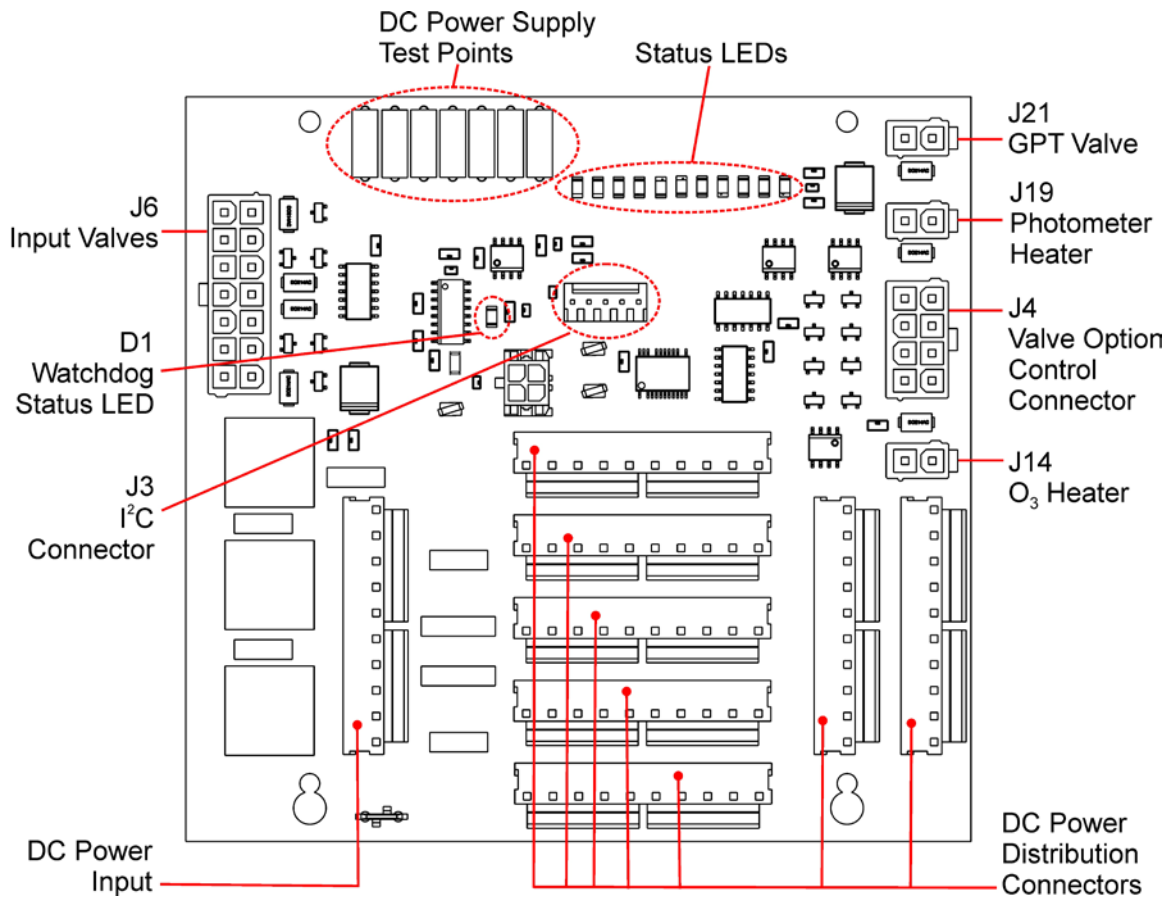 DC Power Supply
Test Points
Status LEDs
J21
GPT Valve
J19
Photometer
Heater
J4
Valve Option
Control
Connector
J14
O₃ Heater
J6
Input Valves
D1
Watchdog
Status LED
J3
I²C
Connector
DC Power
Input
DC Power
Distribution
Connectors